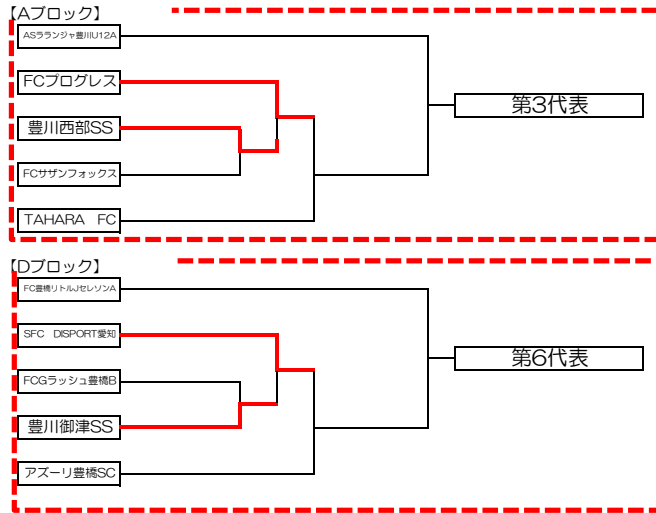 【Aブロック】
ASラランジャ豊川U12A
FCプログレス
豊川西部SS
FCサザンフォックス
TAHARA　FC
第3代表
【Dブロック】
FC豊橋リトルJセレソンA
SFC　DISPORT愛知
FCGラッシュ豊橋B
豊川御津SS
アズーリ豊橋SC
第6代表